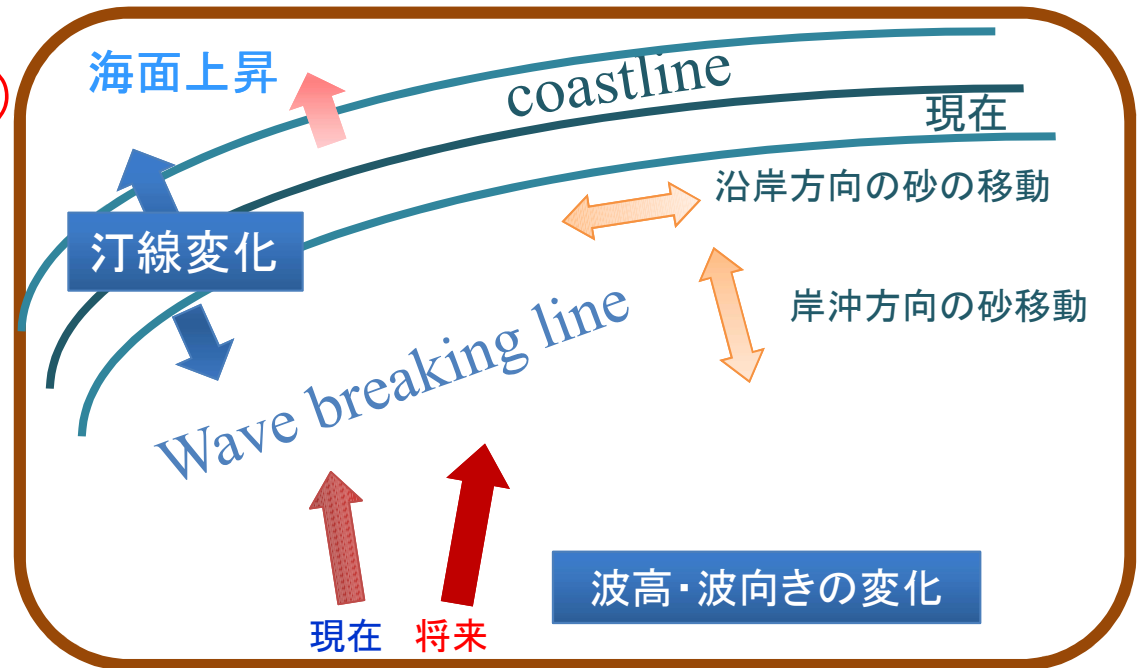 海面上昇
coastline
現在
沿岸方向の砂の移動
汀線変化
岸沖方向の砂移動
Wave breaking line
現在
将来
波高・波向きの変化